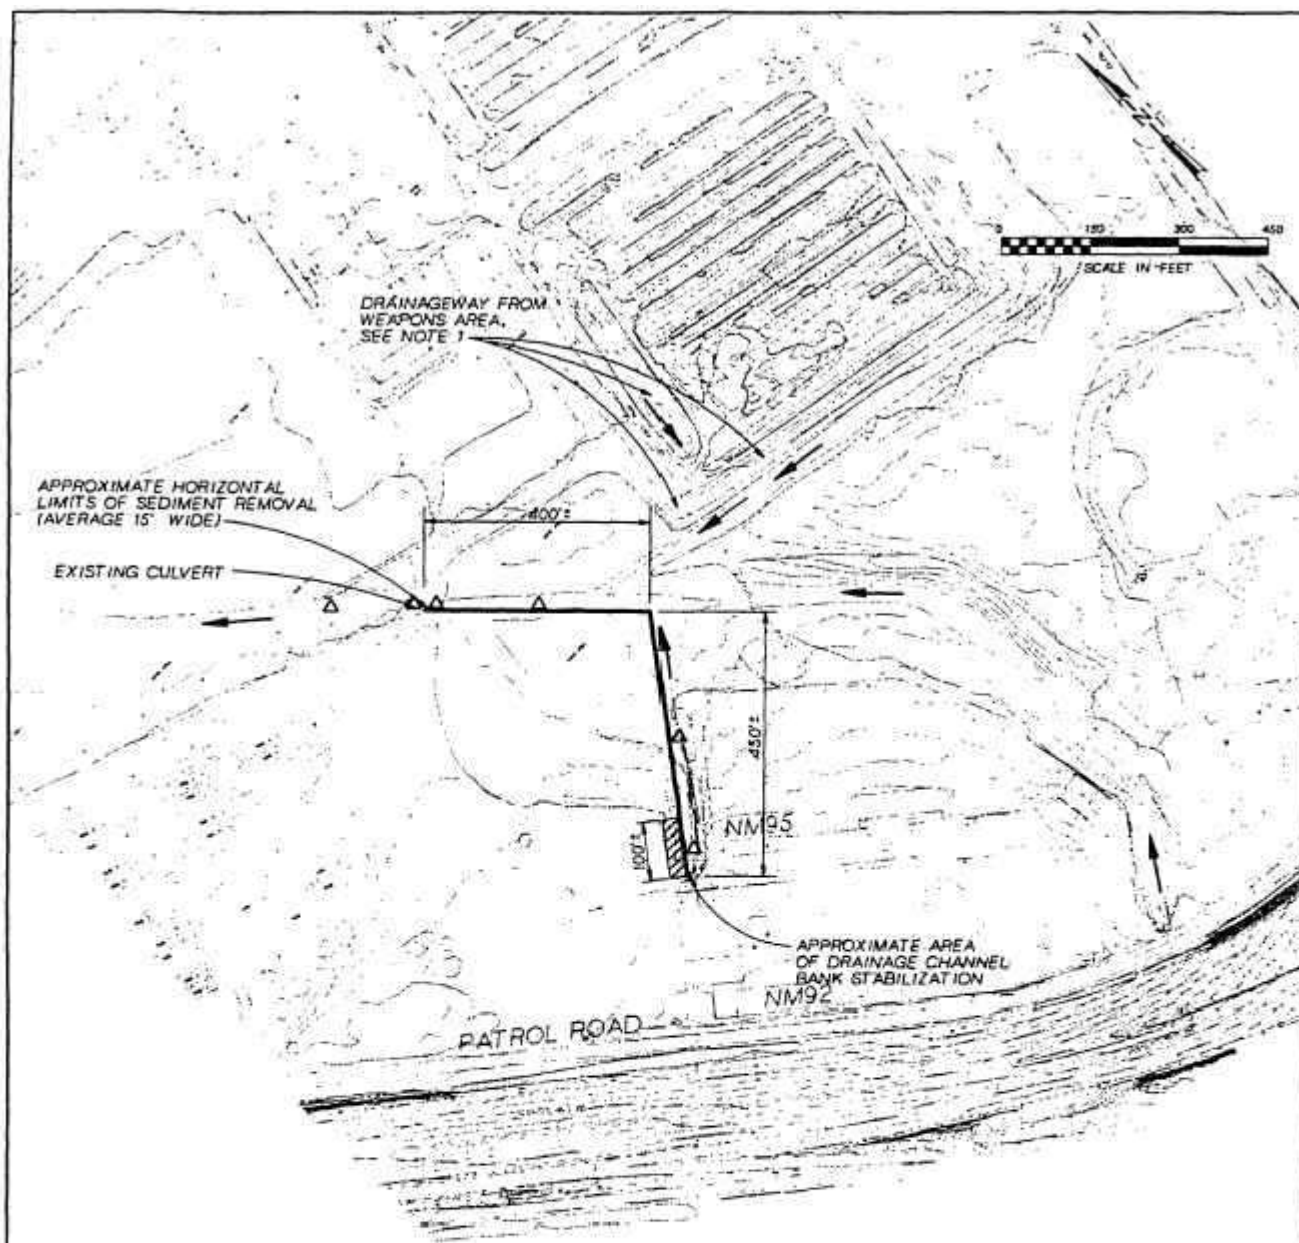 N
0 150 300 450
SCALE IN FEET
DRAINAGEWAY FROM
WEAPONS AREA,
SEE NOTE 1
APPROXIMATE HORIZONTAL
LIMITS OF SEDIMENT REMOVAL
(AVERAGE 15' WIDE)
400'±
EXISTING CULVERT
450'±
NM95
100'±
APPROXIMATE AREA
OF DRAINAGE CHANNEL
BANK STABILIZATION
NM92
PATROL ROAD